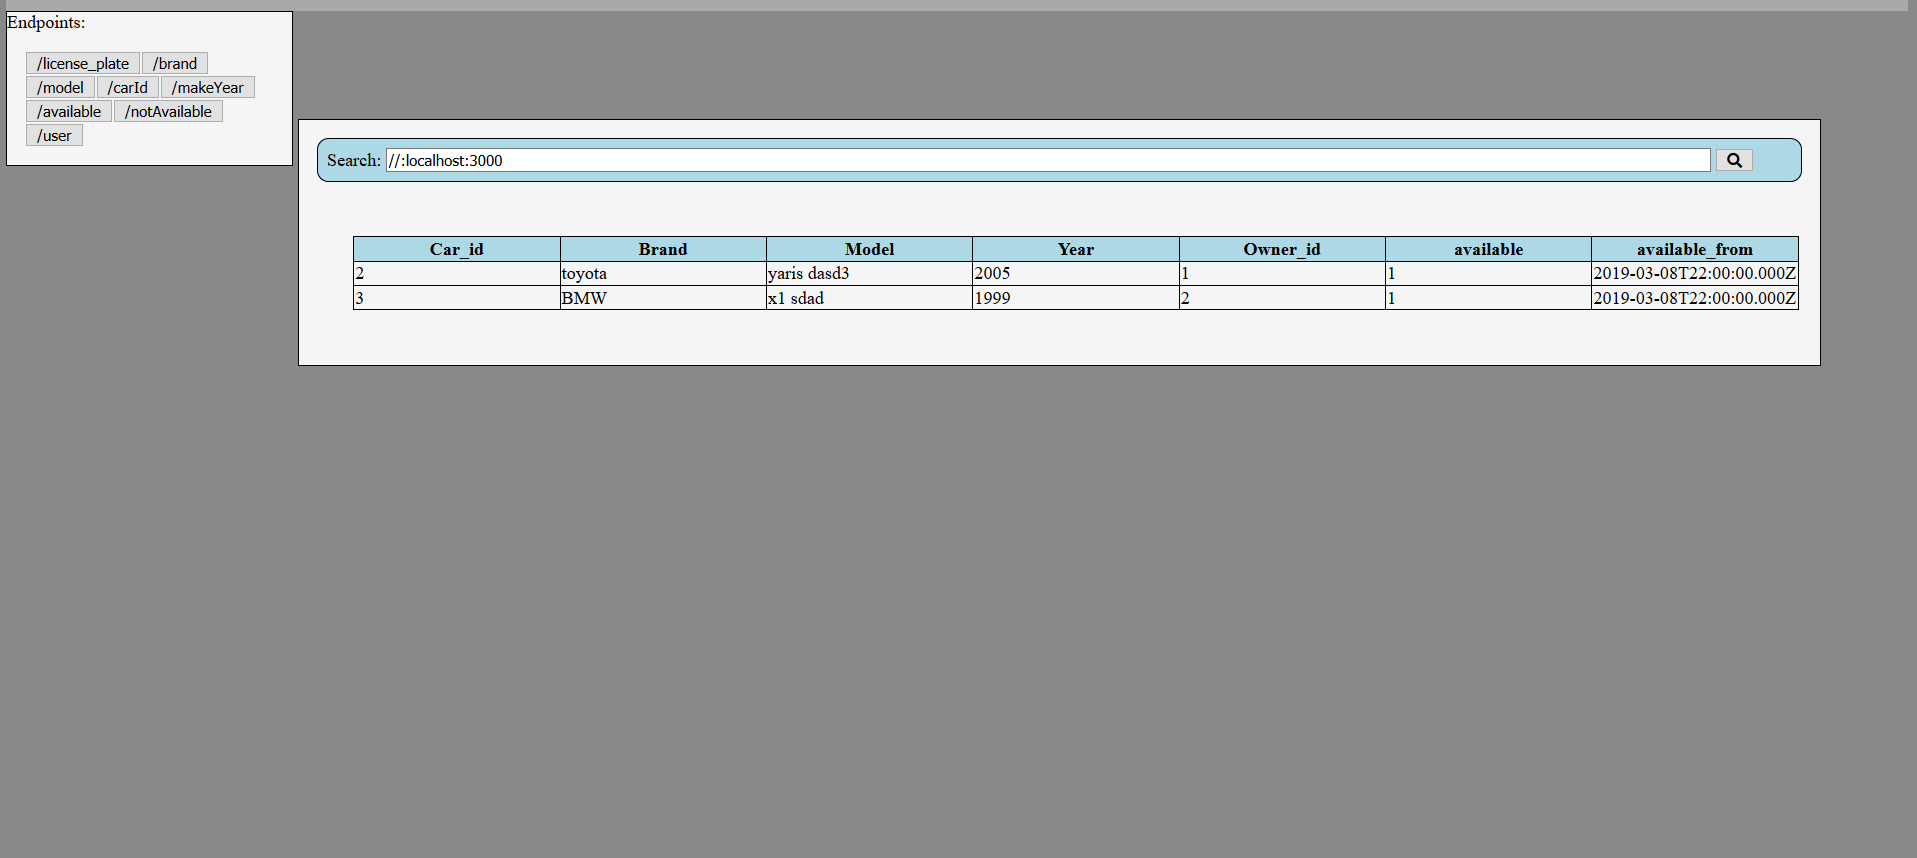 Endpoints:
/license_plate /brand
/model /carId /makeYear
/available /notAvailable
/user
Search: //:localhost:3000
Car_id Brand Model Year Owner_id available available_from
2 toyota yaris dasd3 2005 1 1 2019-03-08T22:00:00.000Z
3 BMW x1 sdad 1999 2 1 2019-03-08T22:00:00.000Z